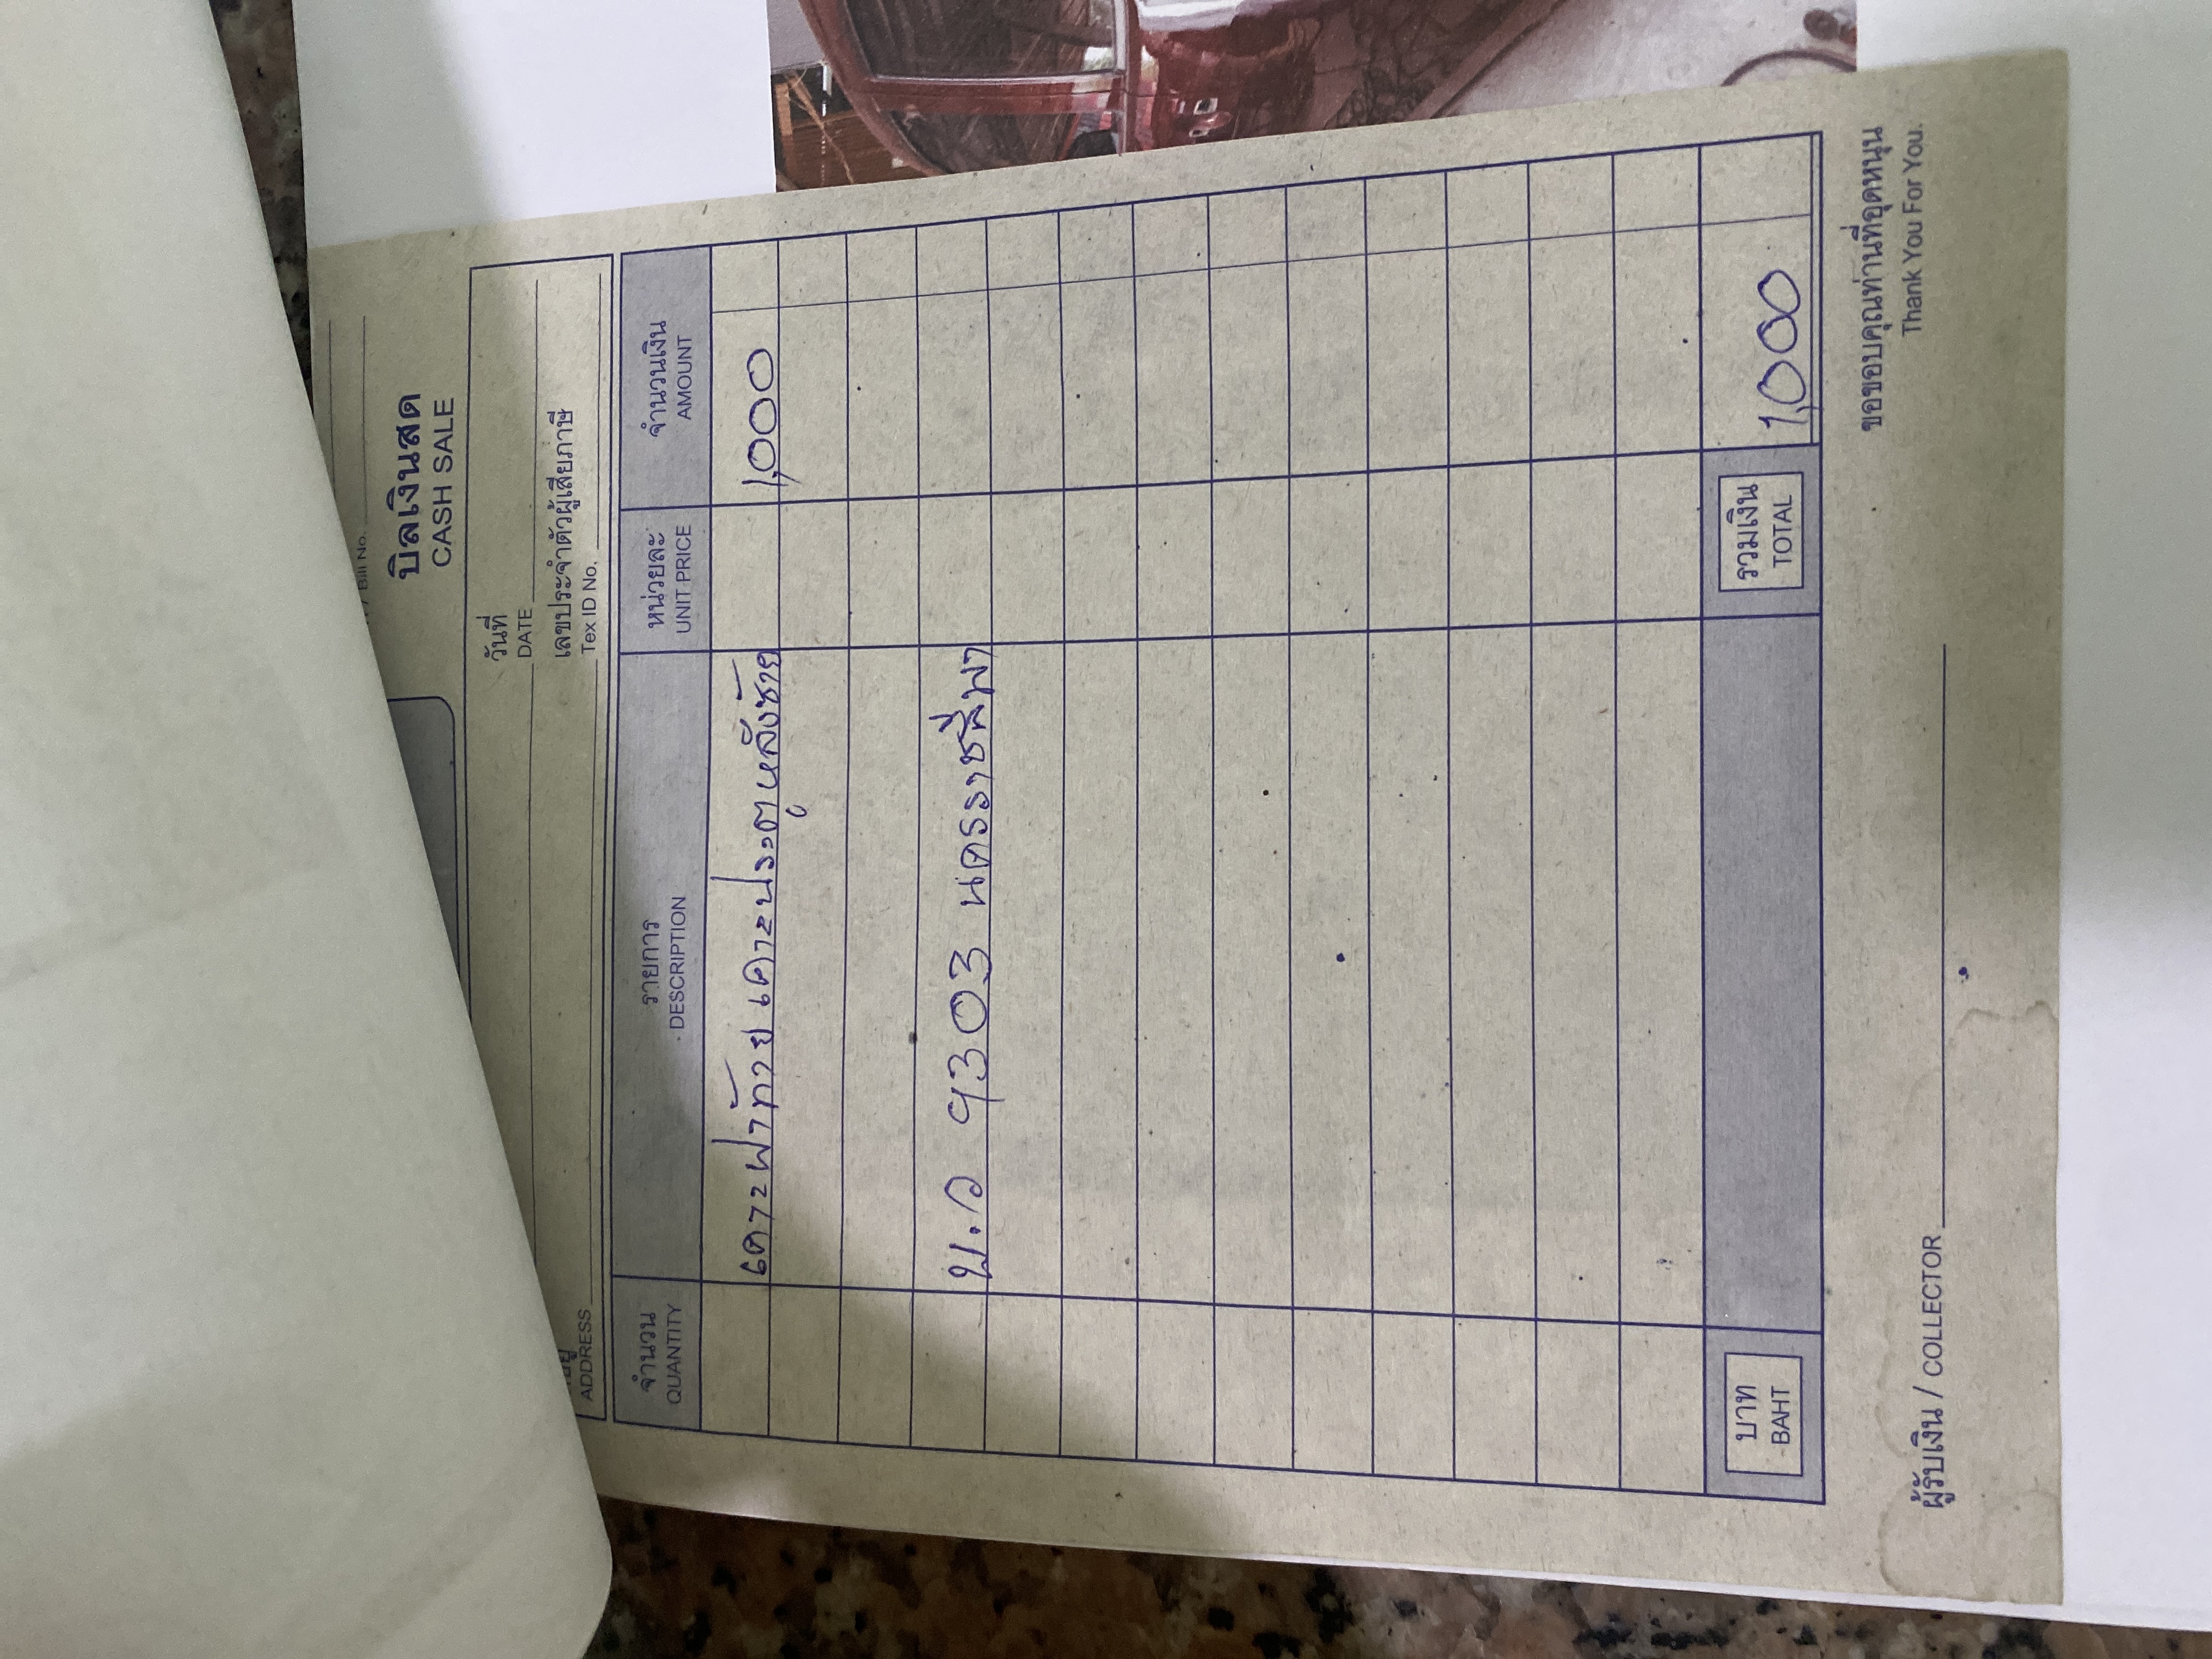 / Bill No.
บิลเงินสด
CASH SALE
วันที่
DATE
เลขประจำตัวผู้เสียภาษี
ADDRESS
Tex ID No.
จำนวน
QUANTITY
รายการ
DESCRIPTION
หน่วยละ
UNIT PRICE
จำนวนเงิน
AMOUNT
เคาะฝาท้าย เคาะประตูหลังซ้าย 1,000
บ.อ 9303 นครราชสีมา
บาท
BAHT
รวมเงิน
TOTAL
1,000
ขอขอบคุณท่านที่อุดหนุน
Thank You For You.
ผู้รับเงิน / COLLECTOR